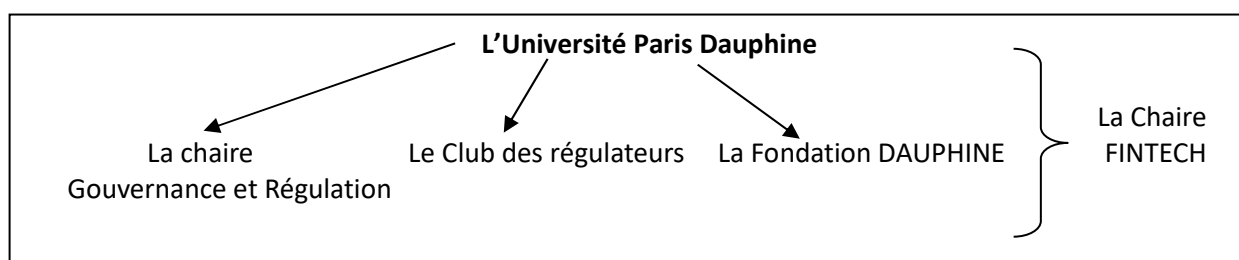 L’Université Paris Dauphine
La chaire
Gouvernance et Régulation
Le Club des régulateurs
La Fondation DAUPHINE
La Chaire
FINTECH